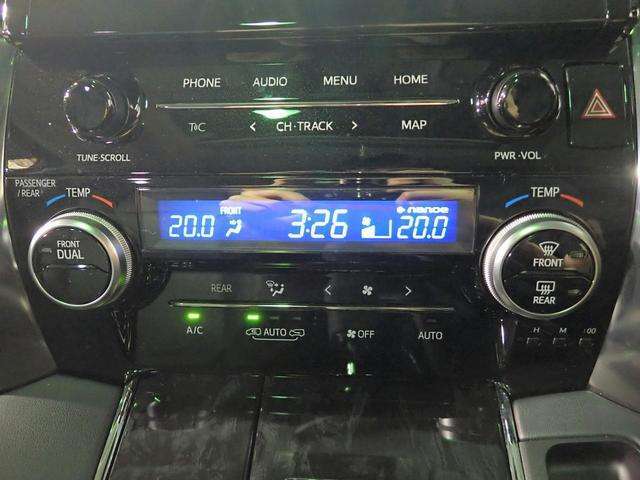 PHONE AUDIO MENU HOME
< CH·TRACK > MAP
TUNE·SCROLL PWR·VOL
PASSENGER / REAR
TEMP TEMP
FRONT nanoe
20.0 3:26 20.0
FRONT DUAL
FRONT
REAR
REAR < >
A/C AUTO OFF AUTO
H M :00